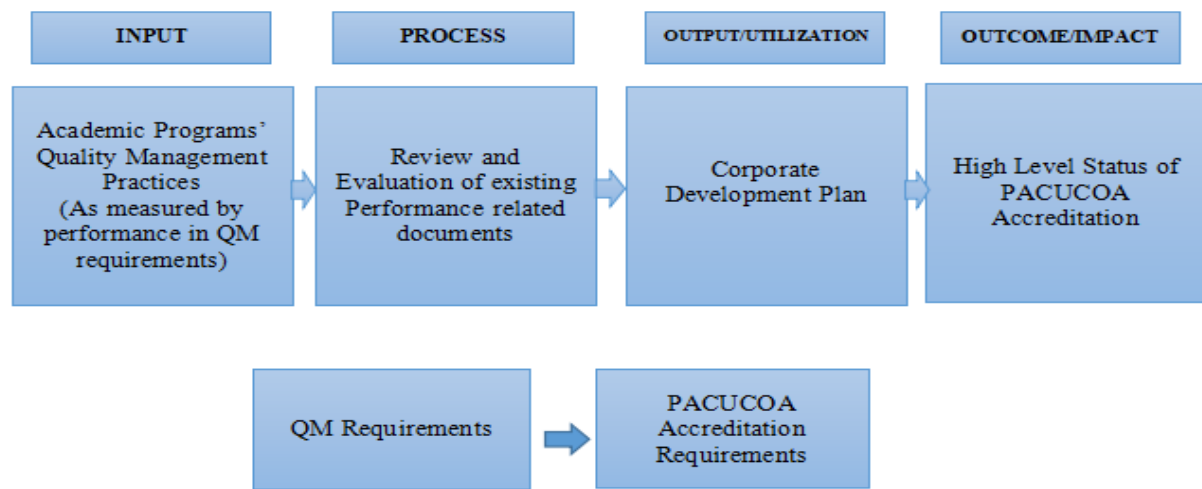 INPUT
PROCESS
OUTPUT/UTILIZATION
OUTCOME/IMPACT
Academic Programs’
Quality Management
Practices
(As measured by
performance in QM
requirements)
Review and
Evaluation of existing
Performance related
documents
Corporate
Development Plan
High Level Status of
PACUCOA
Accreditation
QM Requirements
PACUCOA
Accreditation
Requirements